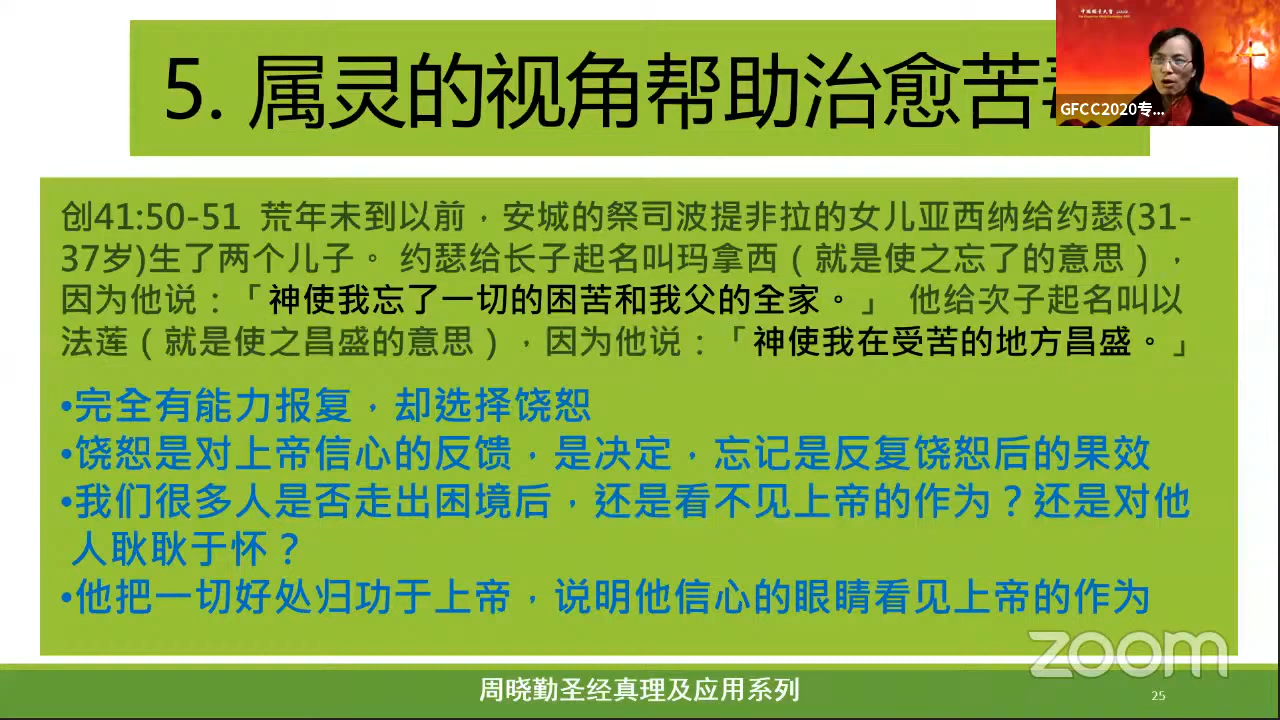 5. 属灵的视角帮助治愈苦
GFCC2020专...
创41:50-51 荒年未到以前，安城的祭司波提非拉的女儿亚西纳给约瑟(31-
37岁)生了两个儿子。 约瑟给长子起名叫玛拿西（就是使之忘了的意思），
因为他说：「神使我忘了一切的困苦和我父的全家。」 他给次子起名叫以
法莲（就是使之昌盛的意思），因为他说：「神使我在受苦的地方昌盛。」
•完全有能力报复，却选择饶恕
•饶恕是对上帝信心的反馈，是决定，忘记是反复饶恕后的果效
•我们很多人是否走出困境后，还是看不见上帝的作为？还是对他
人耿耿于怀？
•他把一切好处归功于上帝，说明他信心的眼睛看见上帝的作为
zoom
周晓勤圣经真理及应用系列
25